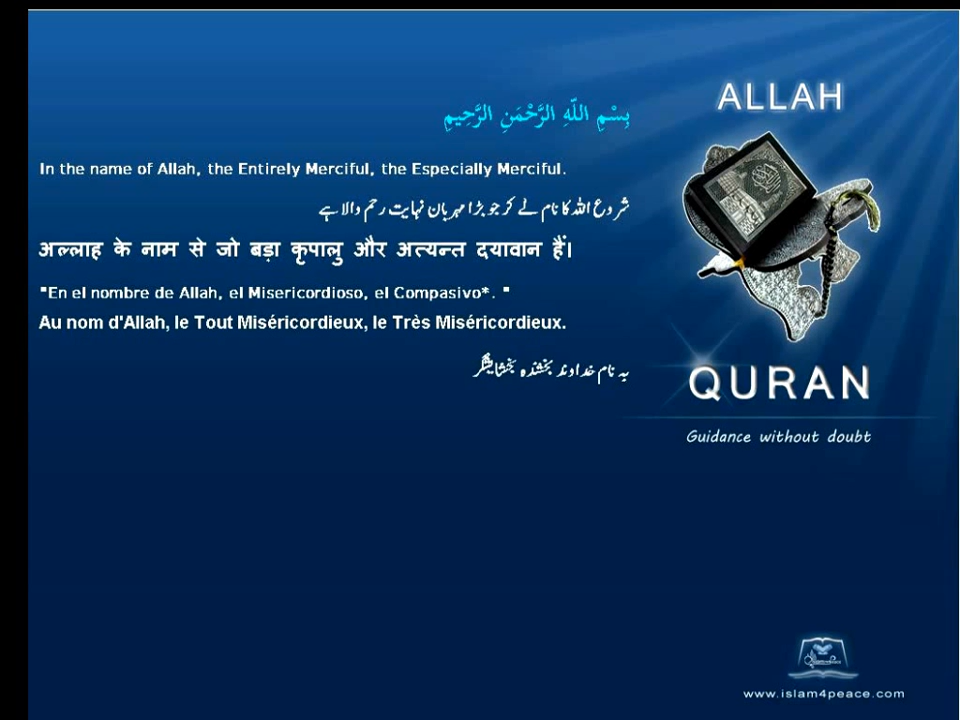 بِسْمِ اللَّهِ الرَّحْمَنِ الرَّحِيمِ
In the name of Allah, the Entirely Merciful, the Especially Merciful.
شروع الله کا نام لے کر جو بڑا مہربان نہایت رحم والا ہے
अल्लाह के नाम से जो बड़ा कृपालु और अत्यन्त दयावान हैं।
"En el nombre de Allah, el Misericordioso, el Compasivo*. "
Au nom d'Allah, le Tout Miséricordieux, le Très Miséricordieux.
به نام خداوند بخشنده بخشایشگر
ALLAH
QURAN
Guidance without doubt
www.islam4peace.com